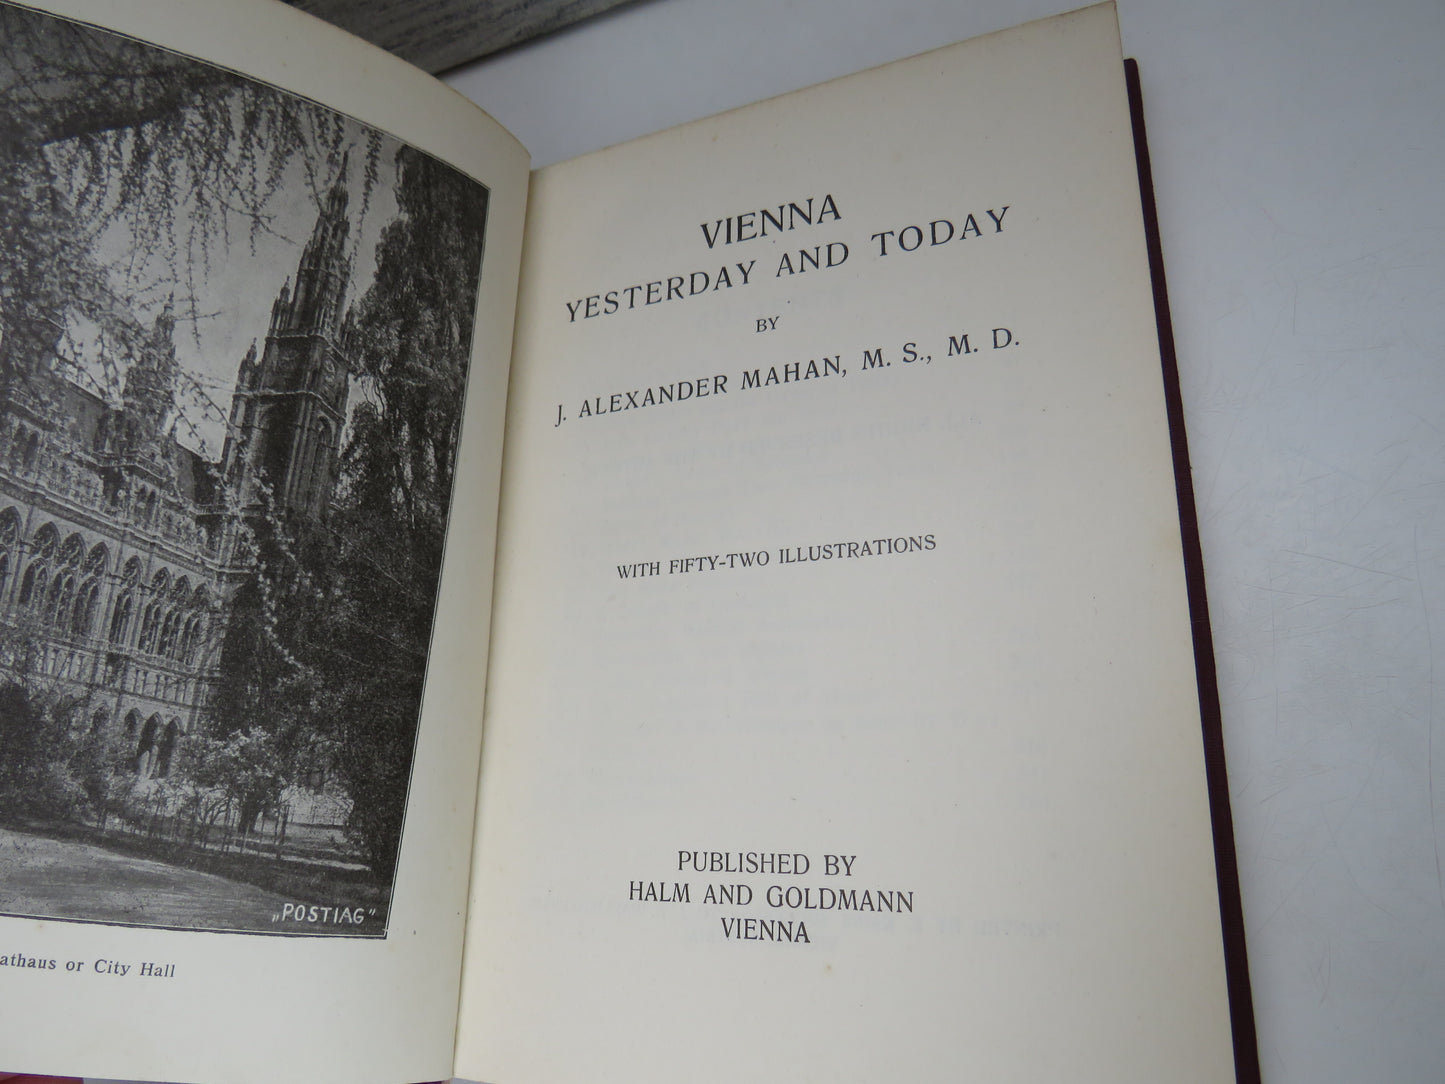 „POSTIAG”
athaus or City Hall
VIENNA
YESTERDAY AND TODAY
BY
J. ALEXANDER MAHAN, M. S., M. D.
WITH FIFTY-TWO ILLUSTRATIONS
PUBLISHED BY
HALM AND GOLDMANN
VIENNA